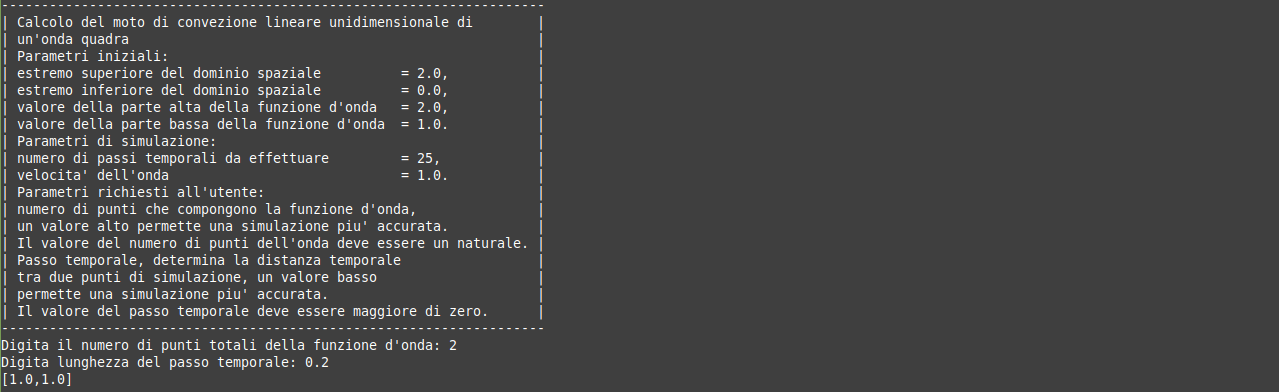 --------------------------------------------------------------------
| Calcolo del moto di convezione lineare unidimensionale di        |
| un'onda quadra                                                   |
| Parametri iniziali:                                              |
| estremo superiore del dominio spaziale          = 2.0,           |
| estremo inferiore del dominio spaziale          = 0.0,           |
| valore della parte alta della funzione d'onda   = 2.0,           |
| valore della parte bassa della funzione d'onda  = 1.0.           |
| Parametri di simulazione:                                        |
| numero di passi temporali da effettuare         = 25,            |
| velocita' dell'onda                             = 1.0.           |
| Parametri richiesti all'utente:                                  |
| numero di punti che compongono la funzione d'onda,               |
| un valore alto permette una simulazione piu' accurata.           |
| Il valore del numero di punti dell'onda deve essere un naturale. |
| Passo temporale, determina la distanza temporale                 |
| tra due punti di simulazione, un valore basso                    |
| permette una simulazione piu' accurata.                          |
| Il valore del passo temporale deve essere maggiore di zero.      |
--------------------------------------------------------------------
Digita il numero di punti totali della funzione d'onda: 2
Digita lunghezza del passo temporale: 0.2
[1.0,1.0]